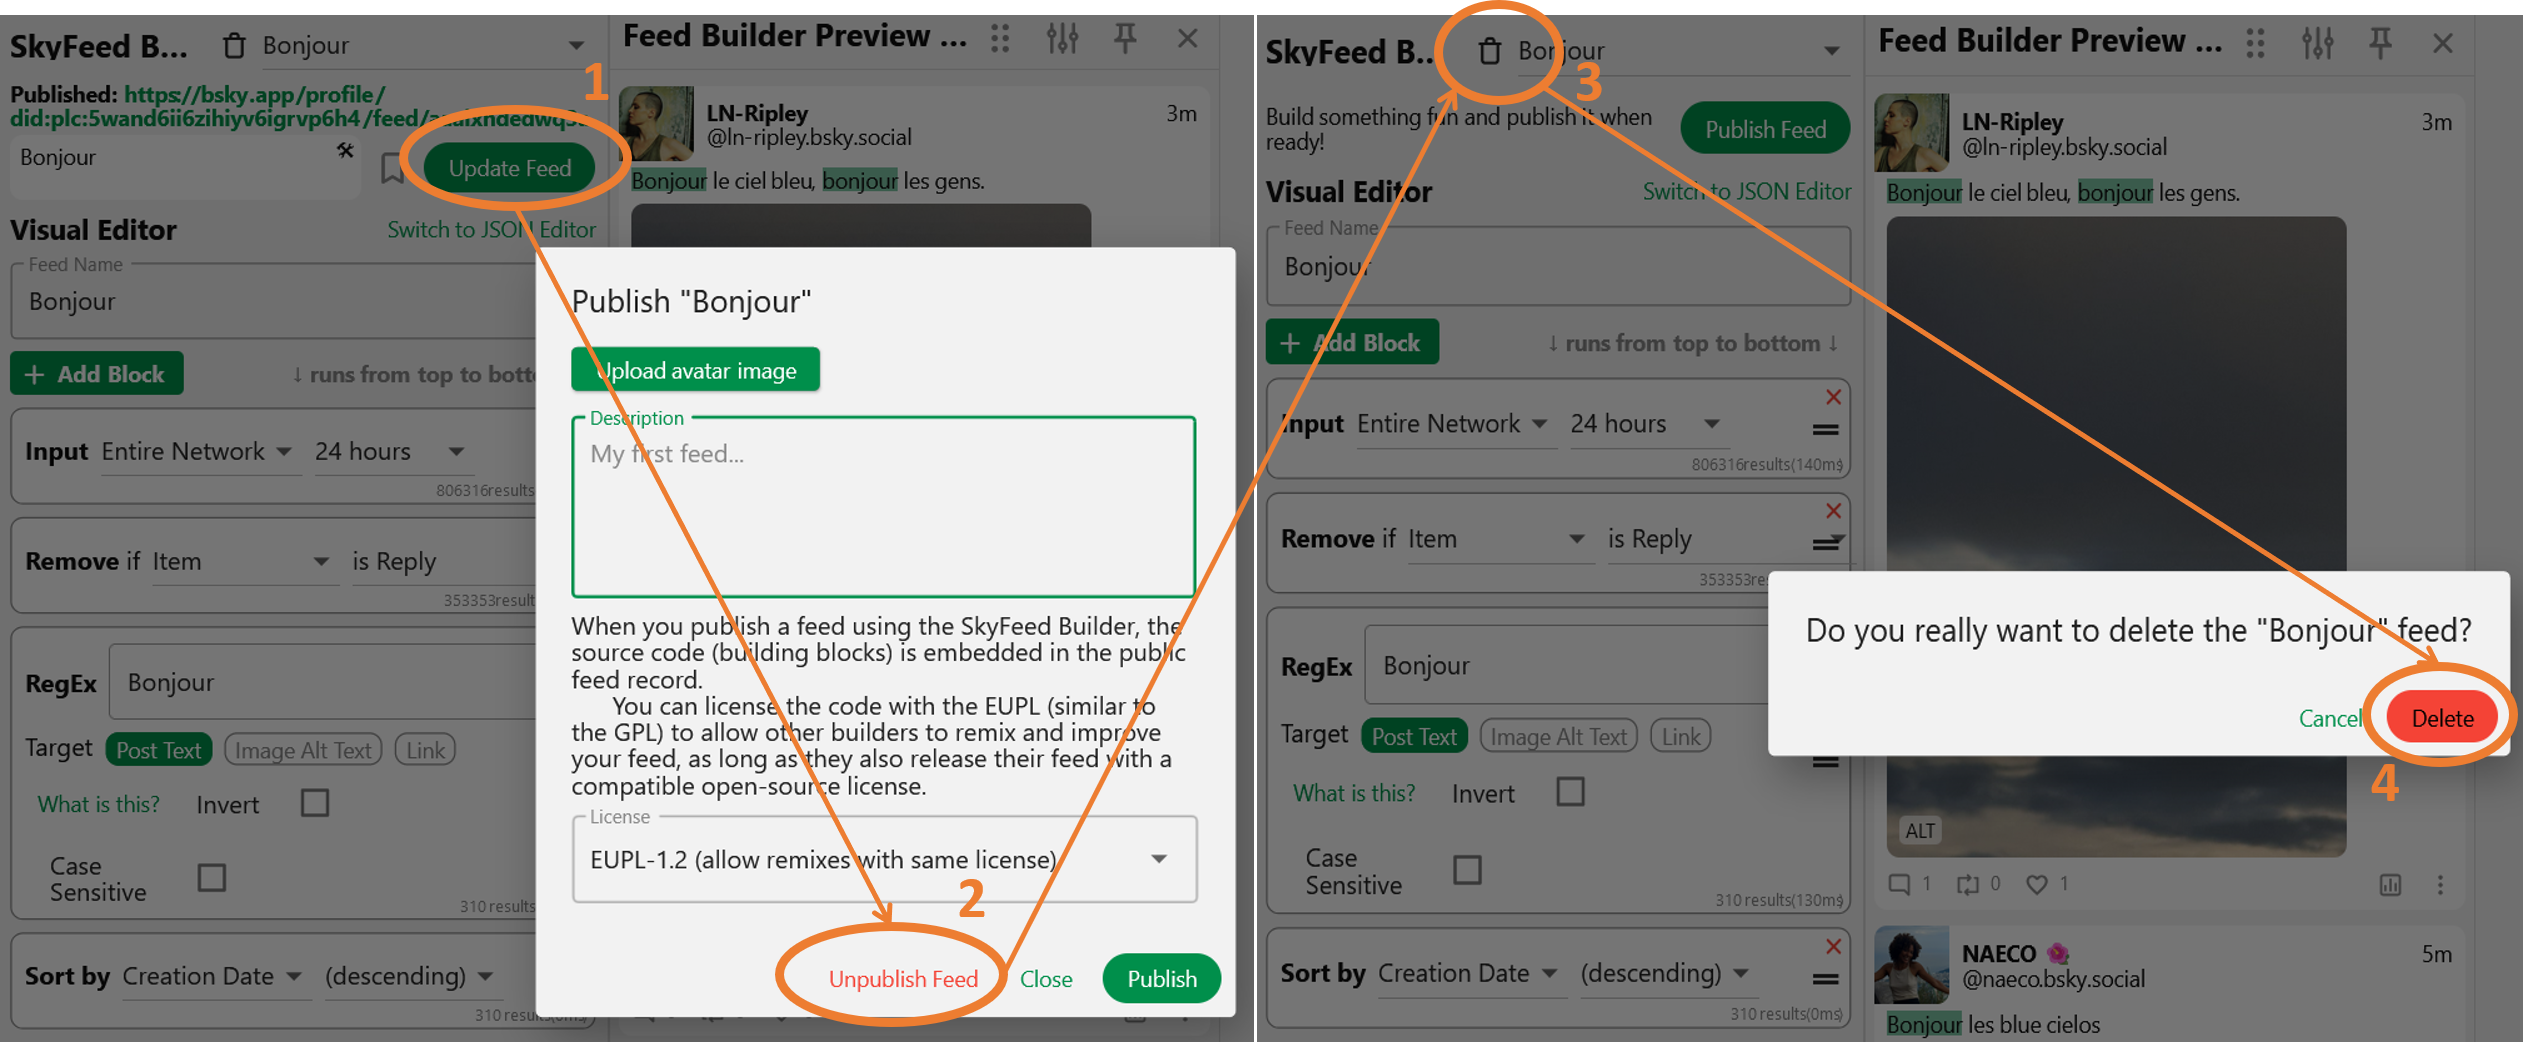 SkyFeed B...
Bonjour
1
Published: https://bsky.app/profile/
did:plc:5wand6ii6zihiyv6igrvp6h4/feed/
Bonjour
Update Feed
Visual Editor
Switch to JSON Editor
Feed Name
Bonjour
+ Add Block
↓ runs from top to
Input Entire Network 24 hours
806316results
Remove if Item is Reply
353353result
RegEx Bonjour
Target Post Text Image Alt Text Link
What is this? Invert
Case
Sensitive
310 results
Sort by Creation Date (descending)
310
Feed Builder Preview ...
LN-Ripley
3m
@ln-ripley.bsky.social
Bonjour le ciel bleu, bonjour les gens.
Publish "Bonjour"
Upload avatar image
Description
My first feed...
When you publish a feed using the SkyFeed Builder, the
source code (building blocks) is embedded in the public
feed record.
You can license the code with the EUPL (similar to
the GPL) to allow other builders to remix and improve
your feed, as long as they also release their feed with a
compatible open-source license.
License
EUPL-1.2 (allow remixes with same license)
2
Unpublish Feed
Close
Publish
SkyFeed B..
Bonjour
3
Build something fun and publish it when
ready!
Publish Feed
Visual Editor
Switch to JSON Editor
Feed Name
Bonjour
+ Add Block
↓ runs from top to bottom ↓
Input Entire Network 24 hours
806316results(140ms)
Remove if Item is Reply
353353re
RegEx Bonjour
Target Post Text Image Alt Text Link
What is this? Invert
Case
Sensitive
310 results(130ms)
Sort by Creation Date (descending)
310 results(0ms)
Feed Builder Preview ...
LN-Ripley
3m
@ln-ripley.bsky.social
Bonjour le ciel bleu, bonjour les gens.
Do you really want to delete the "Bonjour" feed?
Cancel
Delete
4
ALT
1 0 1
NAECO 🌺
5m
@naeco.bsky.social
Bonjour les blue cielos